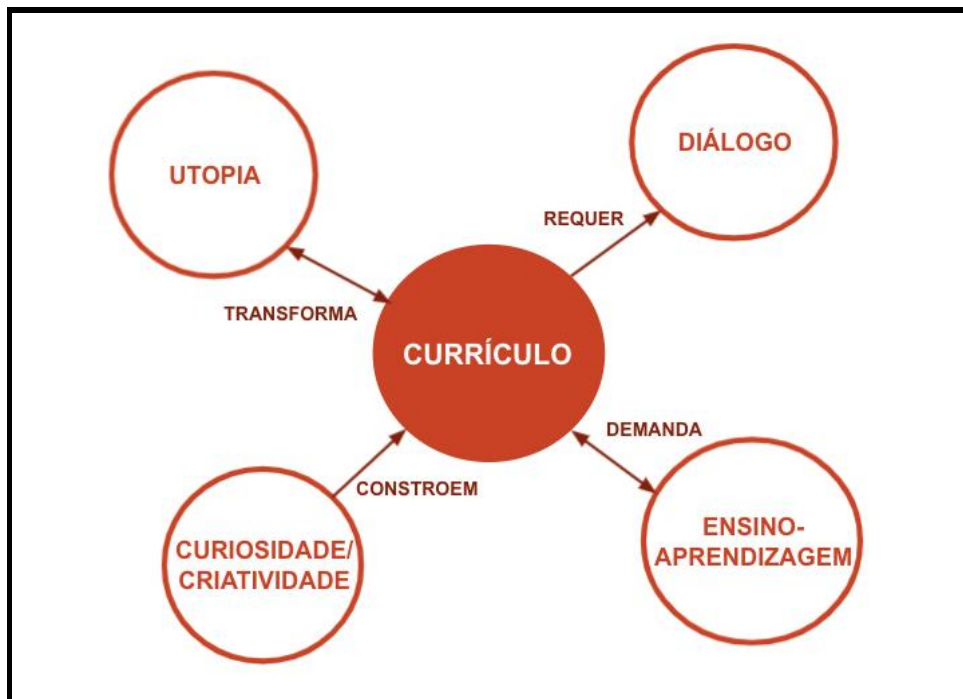 UTOPIA
DIÁLOGO
REQUER
TRANSFORMA
CURRÍCULO
DEMANDA
CONSTROEM
CURIOSIDADE/
CRIATIVIDADE
ENSINO-
APRENDIZAGEM